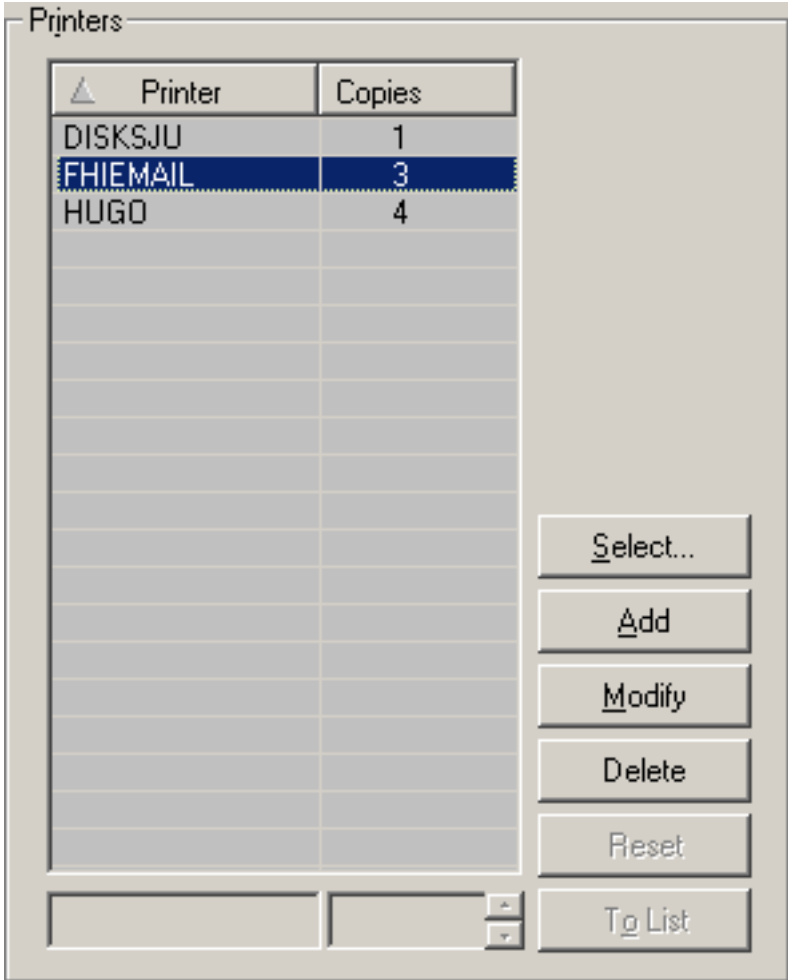 Printers
Printer Copies
DISKSJU 1
FHIEMAIL 3
HUGO 4
Select...
Add
Modify
Delete
Reset
To List